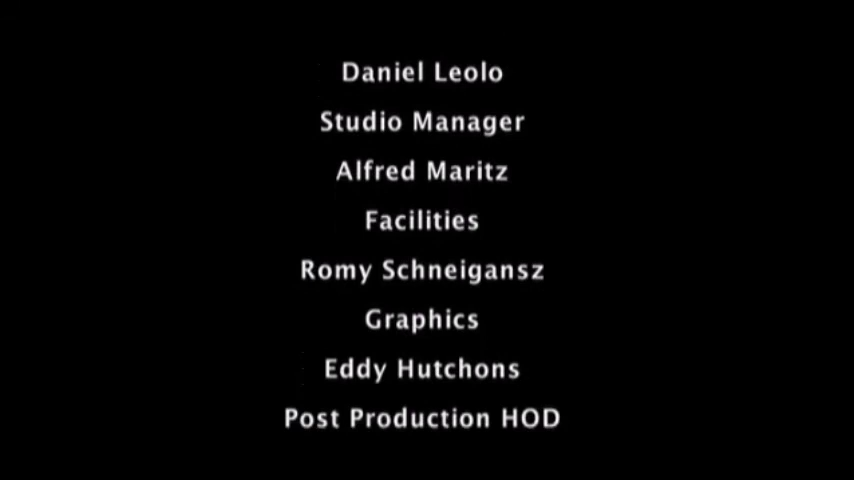 Daniel Leolo
Studio Manager
Alfred Maritz
Facilities
Romy Schneigansz
Graphics
Eddy Hutchons
Post Production HOD